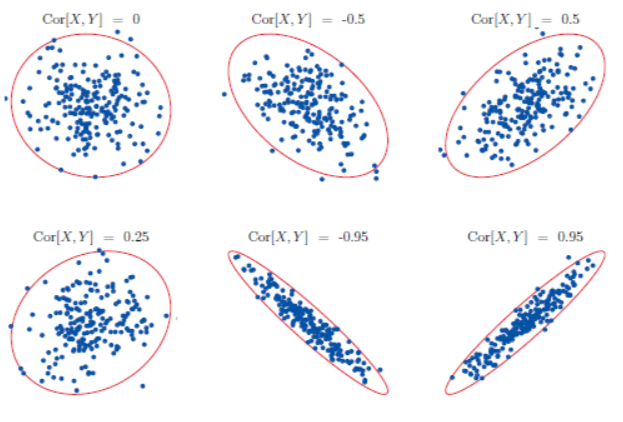 Cor[X, Y] = 0
Cor[X, Y] = -0.5
Cor[X, Y] = 0.5
Cor[X, Y] = 0.25
Cor[X, Y] = -0.95
Cor[X, Y] = 0.95